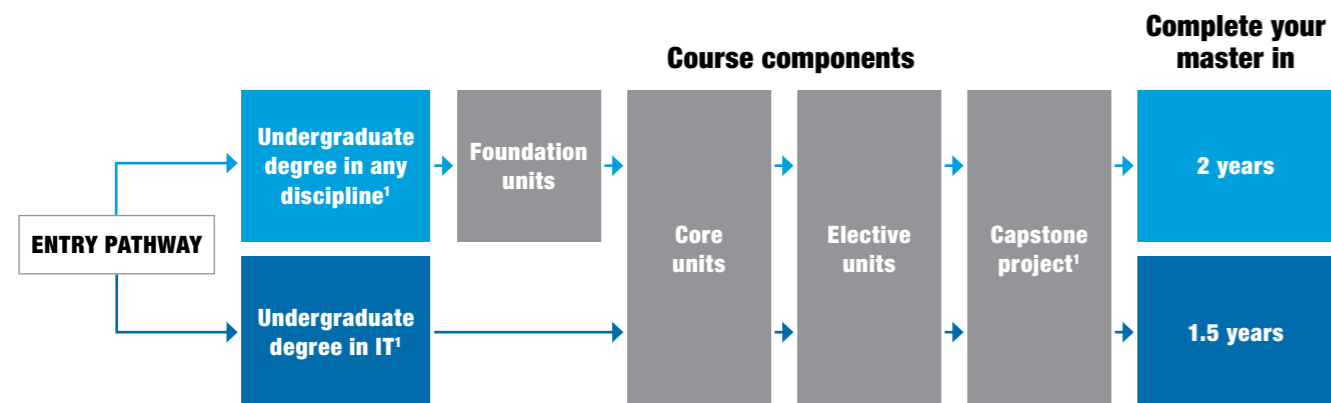 Course components
Complete your
master in
ENTRY PATHWAY
Undergraduate
degree in any
discipline¹
Foundation
units
Core
units
Elective
units
Capstone
project¹
2 years
Undergraduate
degree in IT¹
1.5 years